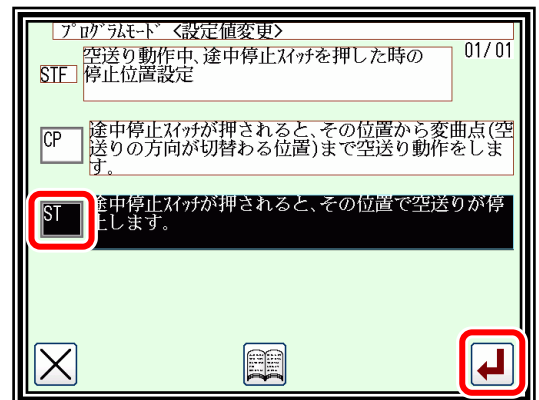 プログラムモード 〈設定値変更〉
01/01
STF
空送り動作中、途中停止スイッチを押した時の
停止位置設定
CP
途中停止スイッチが押されると、その位置から変曲点(空
送りの方向が切替わる位置)まで空送り動作をしま
す。
ST
途中停止スイッチが押されると、その位置で空送りが停
止します。